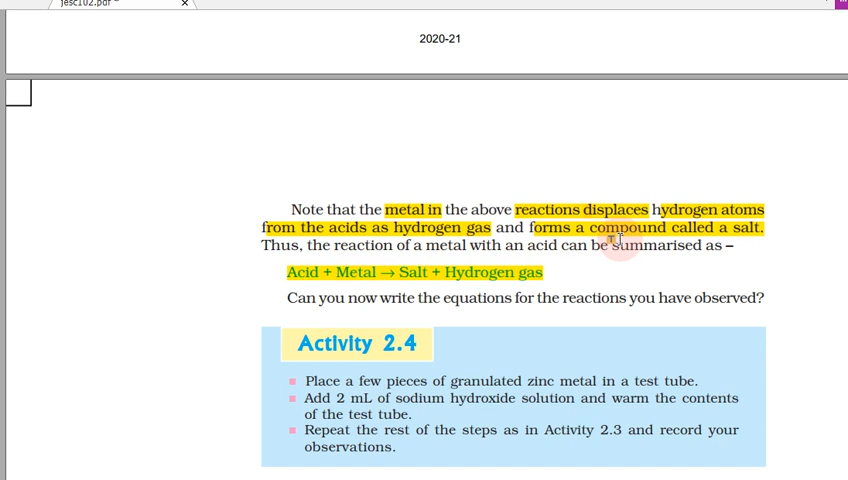 jesc102.pdf *
2020-21
Note that the metal in the above reactions displaces hydrogen atoms
from the acids as hydrogen gas and forms a compound called a salt.
Thus, the reaction of a metal with an acid can be summarised as –
Acid + Metal → Salt + Hydrogen gas
Can you now write the equations for the reactions you have observed?
Activity 2.4
Place a few pieces of granulated zinc metal in a test tube.
Add 2 mL of sodium hydroxide solution and warm the contents
of the test tube.
Repeat the rest of the steps as in Activity 2.3 and record your
observations.